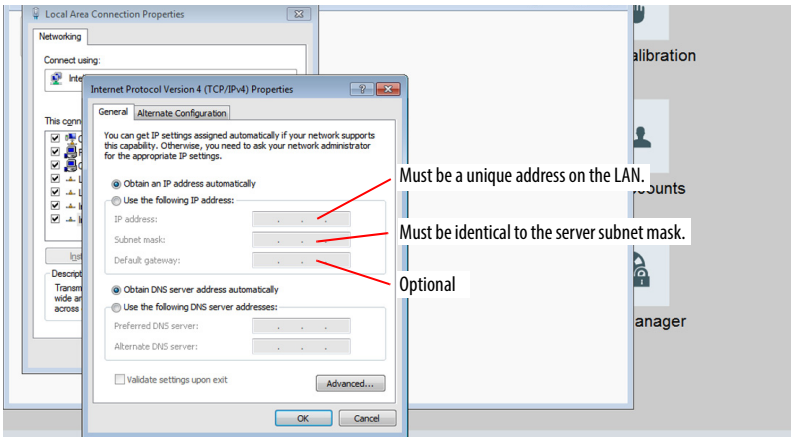 Local Area Connection Properties
Networking
Connect using:
Internet Protocol Version 4 (TCP/IPv4) Properties
General
Alternate Configuration
You can get IP settings assigned automatically if your network supports
this capability. Otherwise, you need to ask your network administrator
for the appropriate IP settings.
Obtain an IP address automatically
Use the following IP address:
IP address:
Subnet mask:
Default gateway:
Obtain DNS server address automatically
Use the following DNS server addresses:
Preferred DNS server:
Alternate DNS server:
Validate settings upon exit
Advanced...
OK
Cancel
This conn
Inst
Descript
Transm
wide ar
across
Must be a unique address on the LAN.
Must be identical to the server subnet mask.
Optional
alibration
ounts
anager